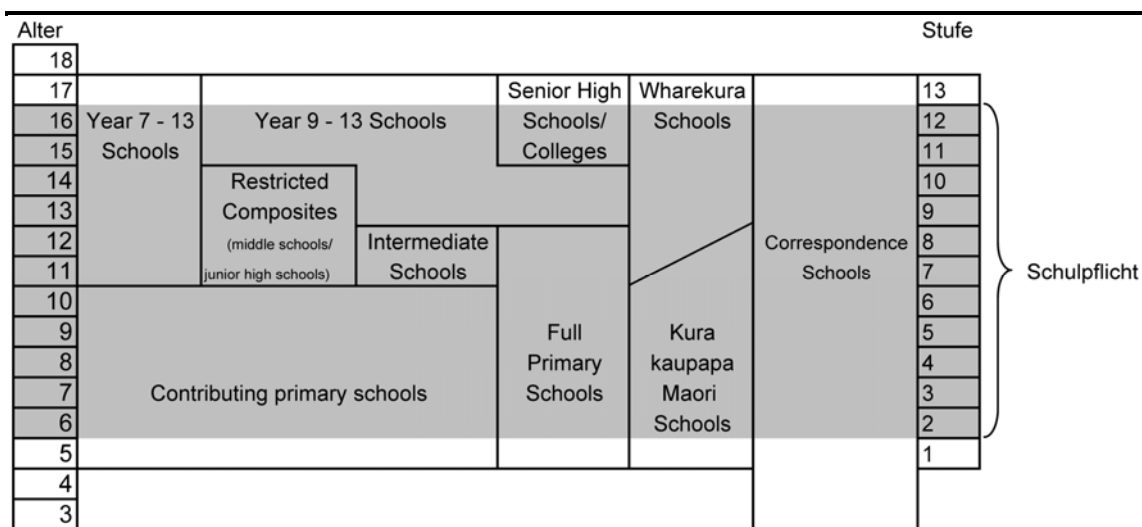 Alter Stufe
18
17 Senior High Wharekura 13
16 Year 7 - 13 Year 9 - 13 Schools Schools/ Schools 12
15 Schools Colleges 11
14 Restricted 10
13 Composites 9
12 (middle schools/ Intermediate Correspondence 8
11 junior high schools) Schools Schools 7 Schulpflicht
10 6
9 Full Kura 5
8 Primary kaupapa 4
7 Contributing primary schools Schools Maori 3
6 Schools 2
5 1
4
3